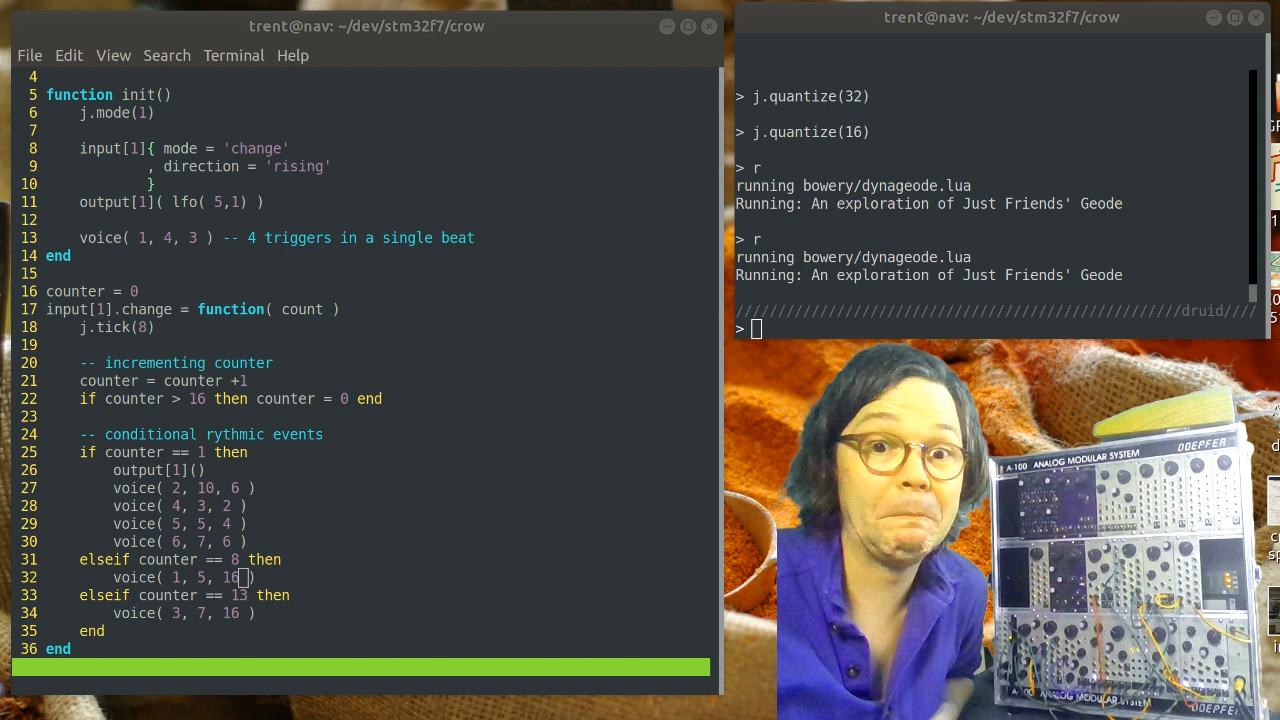 trent@nav: ~/dev/stm32f7/crow
File Edit View Search Terminal Help
4
5 function init()
6 j.mode(1)
7
8 input[1]{ mode = 'change'
9 , direction = 'rising'
10 }
11 output[1]( lfo( 5,1) )
12
13 voice( 1, 4, 3 ) -- 4 triggers in a single beat
14 end
15
16 counter = 0
17 input[1].change = function( count )
18 j.tick(8)
19
20 -- incrementing counter
21 counter = counter +1
22 if counter > 16 then counter = 0 end
23
24 -- conditional rythmic events
25 if counter == 1 then
26 output[1]()
27 voice( 2, 10, 6 )
28 voice( 4, 3, 2 )
29 voice( 5, 5, 4 )
30 voice( 6, 7, 6 )
31 elseif counter == 8 then
32 voice( 1, 5, 16 )
33 elseif counter == 13 then
34 voice( 3, 7, 16 )
35 end
36 end
trent@nav: ~/dev/stm32f7/crow
> j.quantize(32)
> j.quantize(16)
> r
running bowery/dynageode.lua
Running: An exploration of Just Friends' Geode
> r
running bowery/dynageode.lua
Running: An exploration of Just Friends' Geode
/////////////////////////////////////////////////////druid////
>
A-100 ANALOG MODULAR SYSTEM DOEPFER
A-100 ANALOG MODULAR SYSTEM DOEPFER